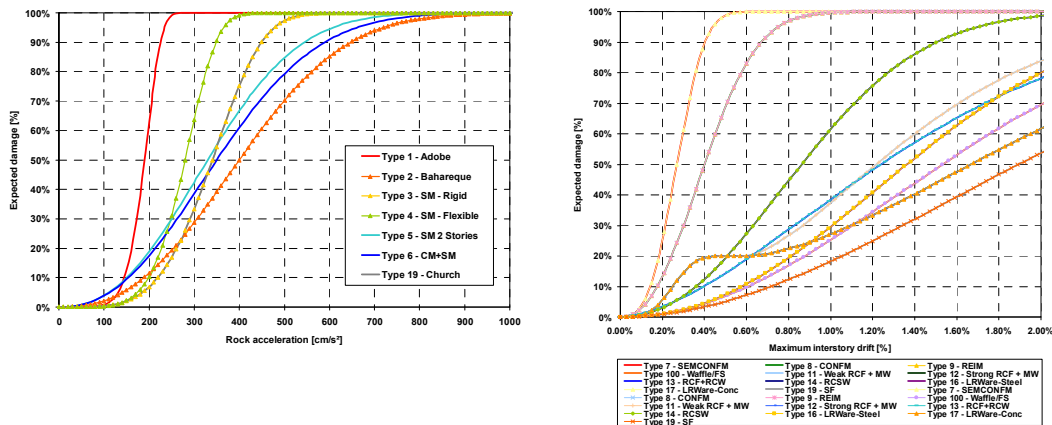 100%
90%
80%
70%
60%
50%
40%
30%
20%
10%
0%
Expected damage [%]
0 100 200 300 400 500 600 700 800 900 1000
Rock acceleration [cm/s²]
Type 1 - Adobe
Type 2 - Bahareque
Type 3 - SM - Rigid
Type 4 - SM - Flexible
Type 5 - SM 2 Stories
Type 6 - CM+SM
Type 19 - Church
100%
90%
80%
70%
60%
50%
40%
30%
20%
10%
0%
Expected damage [%]
0.00% 0.20% 0.40% 0.60% 0.80% 1.00% 1.20% 1.40% 1.60% 1.80% 2.00%
Maximum interstory drift [%]
Type 7 - SEMCONFM Type 8 - CONFM Type 9 - REIM
Type 100 - Waffle/FS Type 11 - Weak RCF + MW Type 12 - Strong RCF + MW
Type 13 - RCF+RCW Type 14 - RCSW Type 16 - LRWare-Steel
Type 17 - LRWare-Conc Type 19 - SF Type 7 - SEMCONFM
Type 8 - CONFM Type 9 - REIM Type 100 - Waffle/FS
Type 11 - Weak RCF + MW Type 12 - Strong RCF + MW Type 13 - RCF+RCW
Type 14 - RCSW Type 16 - LRWare-Steel Type 17 - LRWare-Conc
Type 19 - SF